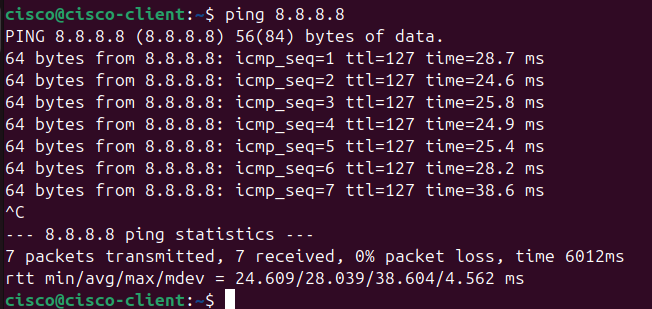 cisco@cisco-client:~$ ping 8.8.8.8
PING 8.8.8.8 (8.8.8.8) 56(84) bytes of data.
64 bytes from 8.8.8.8: icmp_seq=1 ttl=127 time=28.7 ms
64 bytes from 8.8.8.8: icmp_seq=2 ttl=127 time=24.6 ms
64 bytes from 8.8.8.8: icmp_seq=3 ttl=127 time=25.8 ms
64 bytes from 8.8.8.8: icmp_seq=4 ttl=127 time=24.9 ms
64 bytes from 8.8.8.8: icmp_seq=5 ttl=127 time=25.4 ms
64 bytes from 8.8.8.8: icmp_seq=6 ttl=127 time=28.2 ms
64 bytes from 8.8.8.8: icmp_seq=7 ttl=127 time=38.6 ms
^C
--- 8.8.8.8 ping statistics ---
7 packets transmitted, 7 received, 0% packet loss, time 6012ms
rtt min/avg/max/mdev = 24.609/28.039/38.604/4.562 ms
cisco@cisco-client:~$